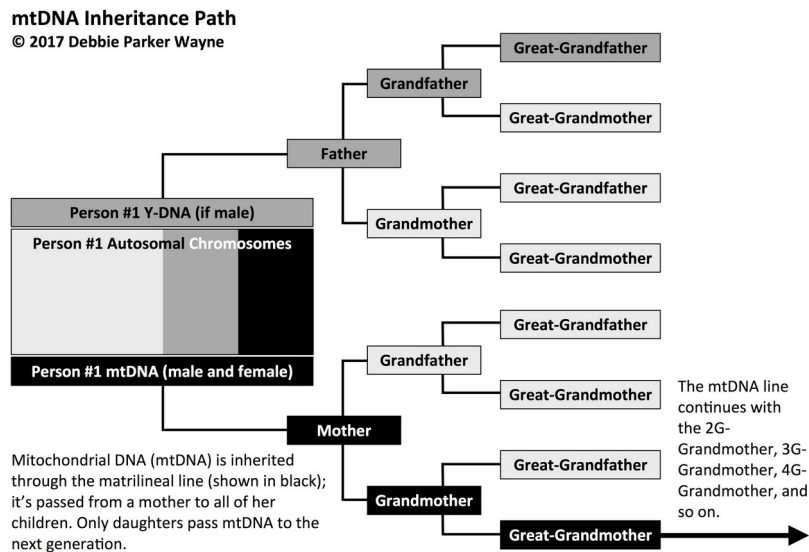 mtDNA Inheritance Path
© 2017 Debbie Parker Wayne
Great-Grandfather
Grandfather
Great-Grandmother
Father
Great-Grandfather
Grandmother
Great-Grandmother
Person #1 Y-DNA (if male)
Person #1 Autosomal Chromosomes
Person #1 mtDNA (male and female)
Great-Grandfather
Grandfather
Great-Grandmother
Mother
Great-Grandfather
Grandmother
Great-Grandmother
Mitochondrial DNA (mtDNA) is inherited
through the matrilineal line (shown in black);
it’s passed from a mother to all of her
children. Only daughters pass mtDNA to the
next generation.
The mtDNA line
continues with
the 2G-
Grandmother, 3G-
Grandmother, 4G-
Grandmother, and
so on.